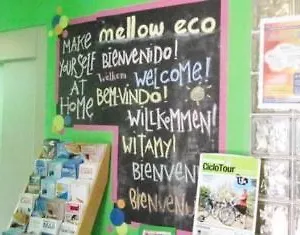 mellow eco
MAKE
YOURSELF
AT
HOME
BIENVENIDO!
Welkom
WELCOME!
BEM-VINDO!
WILLKOMMEN!
WITAMY!
BIENVEN
BIENVEN
CicloTour